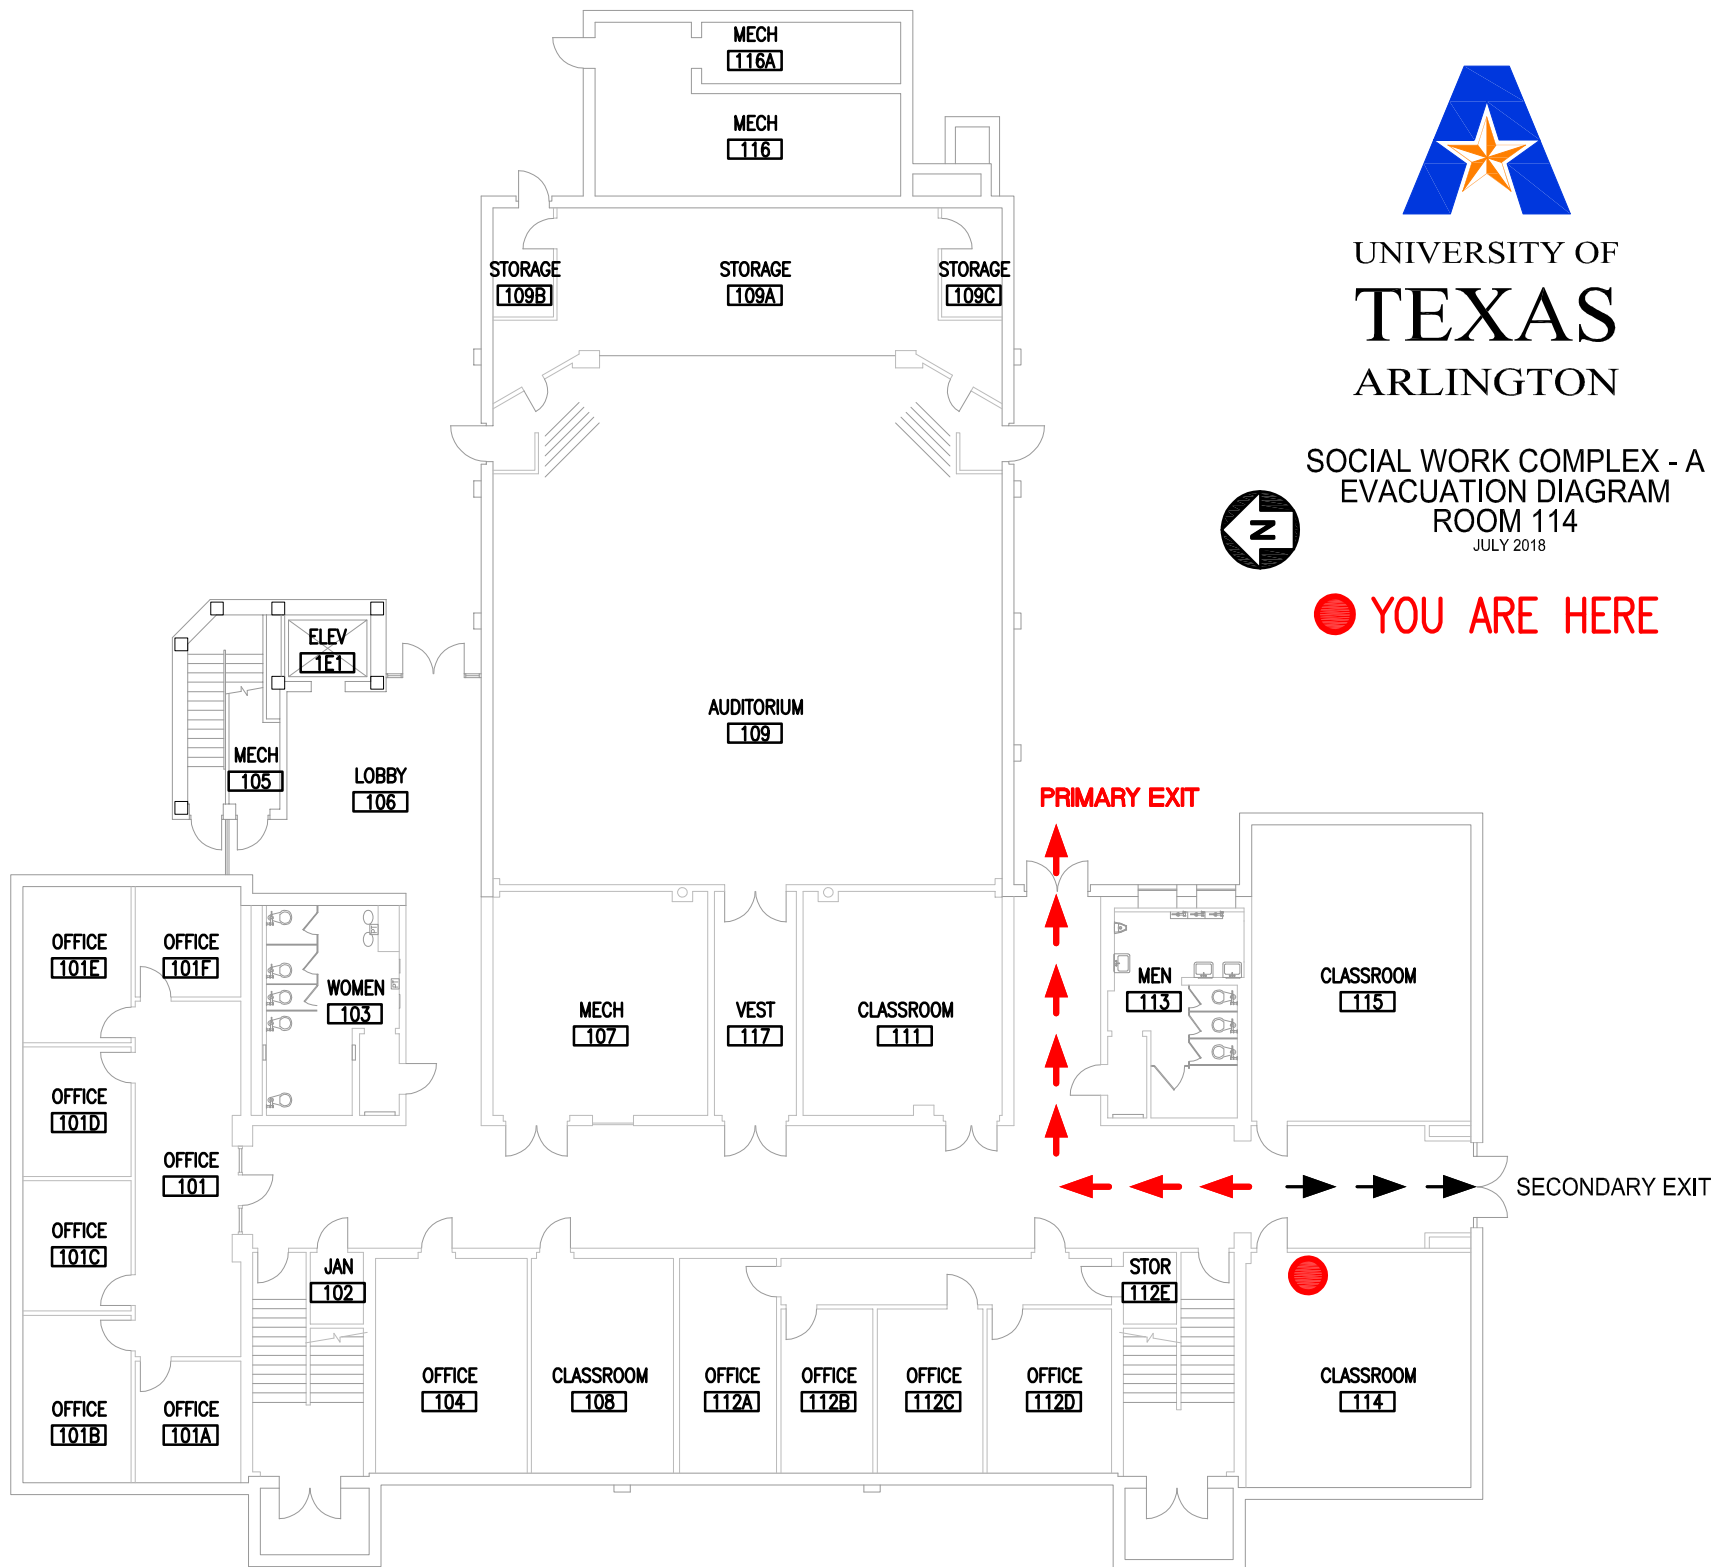 MECH
116A
MECH
116
UNIVERSITY OF
TEXAS
ARLINGTON
STORAGE
109B
STORAGE
109A
STORAGE
109C
SOCIAL WORK COMPLEX - A
EVACUATION DIAGRAM
ROOM 114
JULY 2018
N
YOU ARE HERE
ELEV
1E1
AUDITORIUM
109
MECH
105
LOBBY
106
PRIMARY EXIT
OFFICE
101E
OFFICE
101F
WOMEN
103
MECH
107
VEST
117
CLASSROOM
111
MEN
113
CLASSROOM
115
OFFICE
101D
OFFICE
101
SECONDARY EXIT
OFFICE
101C
JAN
102
STOR
112E
OFFICE
101B
OFFICE
101A
OFFICE
104
CLASSROOM
108
OFFICE
112A
OFFICE
112B
OFFICE
112C
OFFICE
112D
CLASSROOM
114